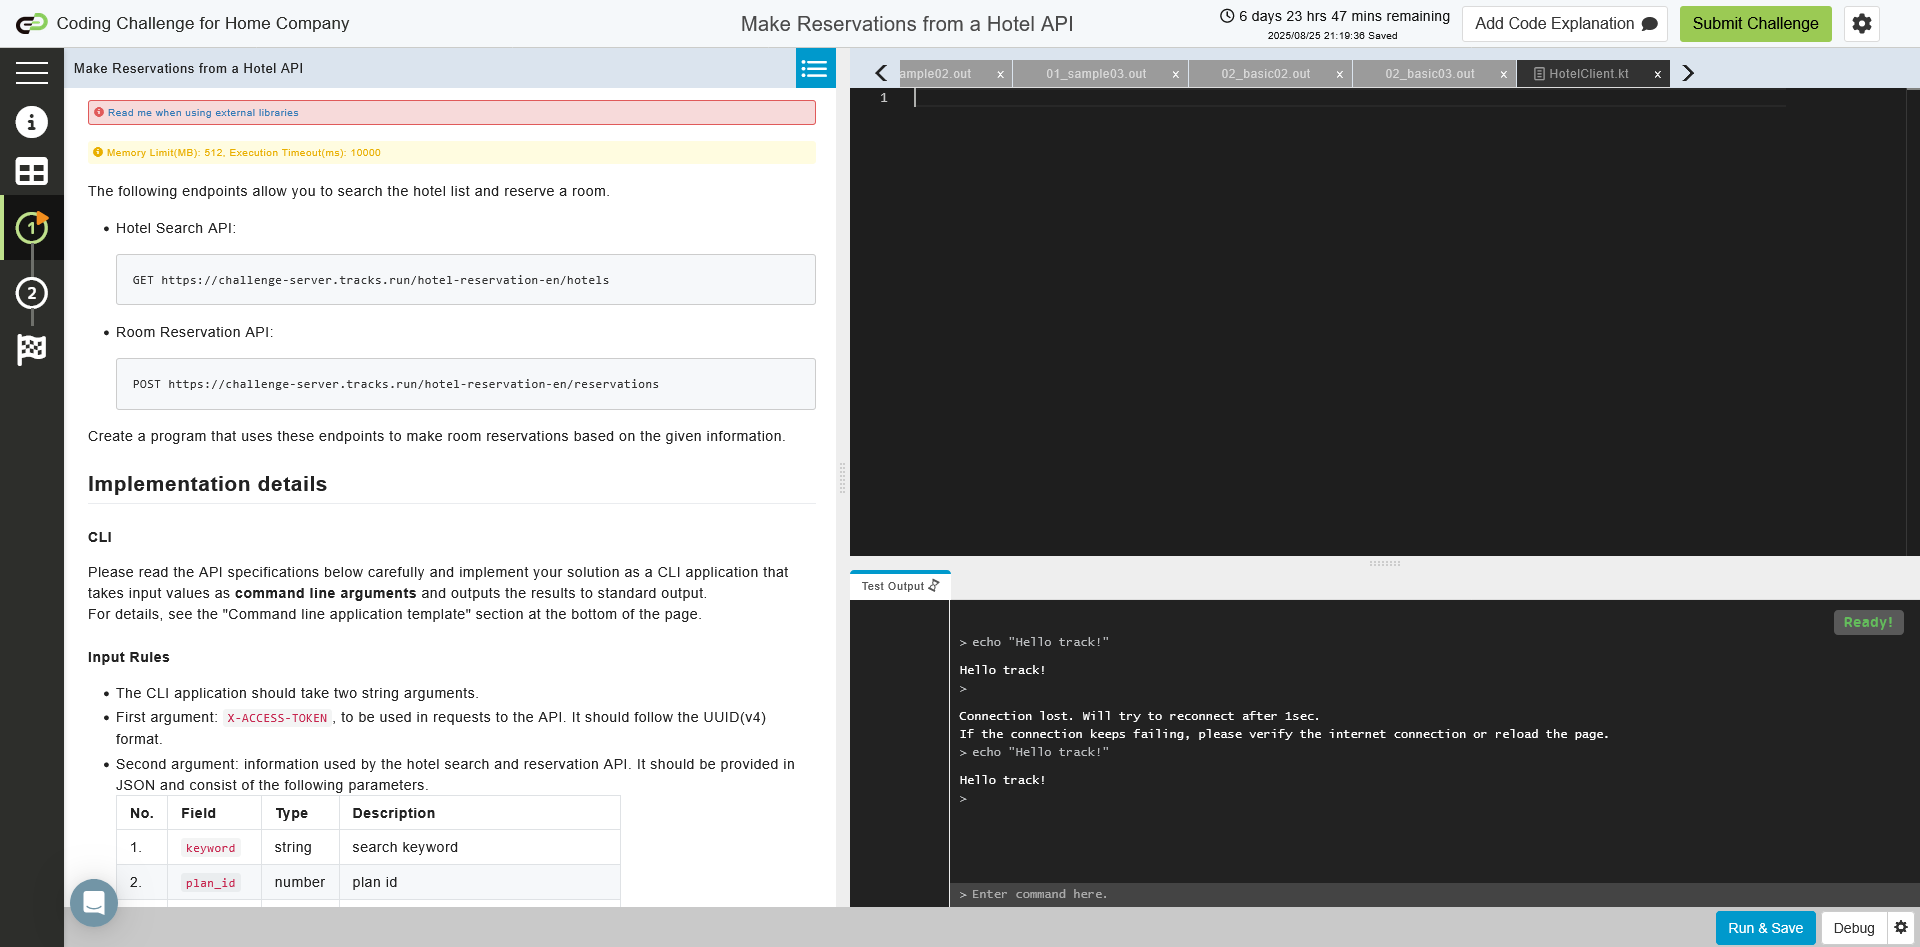 Coding Challenge for Home Company
Make Reservations from a Hotel API
6 days 23 hrs 47 mins remaining
2025/08/25 21:19:36 Saved
Add Code Explanation
Submit Challenge
Make Reservations from a Hotel API
Read me when using external libraries
Memory Limit(MB): 512, Execution Timeout(ms): 10000
The following endpoints allow you to search the hotel list and reserve a room.
• Hotel Search API:
GET https://challenge-server.tracks.run/hotel-reservation-en/hotels
• Room Reservation API:
POST https://challenge-server.tracks.run/hotel-reservation-en/reservations
Create a program that uses these endpoints to make room reservations based on the given information.
Implementation details
CLI
Please read the API specifications below carefully and implement your solution as a CLI application that
takes input values as command line arguments and outputs the results to standard output.
For details, see the "Command line application template" section at the bottom of the page.
Input Rules
• The CLI application should take two string arguments.
• First argument: X-ACCESS-TOKEN , to be used in requests to the API. It should follow the UUID(v4)
format.
• Second argument: information used by the hotel search and reservation API. It should be provided in
JSON and consist of the following parameters.
No. Field Type Description
1. keyword string search keyword
2. plan_id number plan id
1
2
ample02.out x 01_sample03.out x 02_basic02.out x 02_basic03.out x HotelClient.kt x
1
Test Output
Ready!
> echo "Hello track!"
Hello track!
>
Connection lost. Will try to reconnect after 1sec.
If the connection keeps failing, please verify the internet connection or reload the page.
> echo "Hello track!"
Hello track!
>
> Enter command here.
Run & Save
Debug